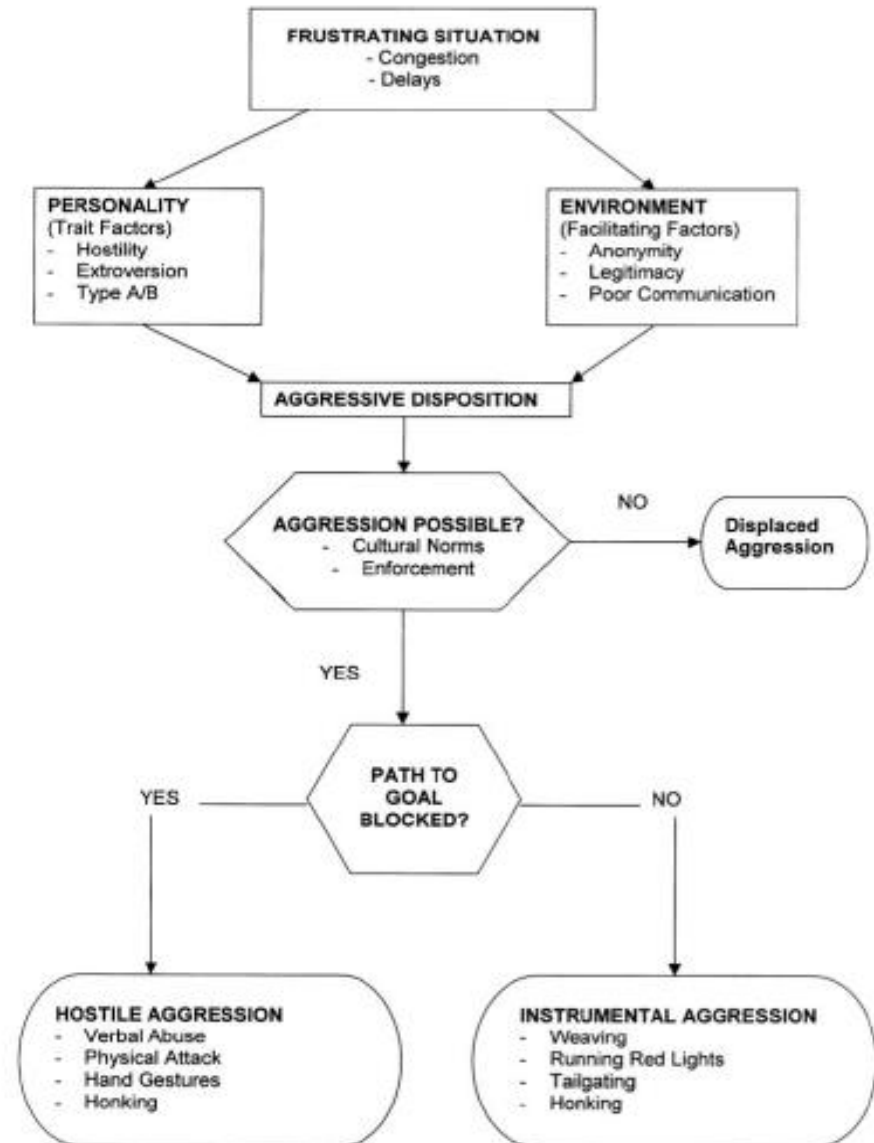 FRUSTRATING SITUATION
- Congestion
- Delays
PERSONALITY
(Trait Factors)
- Hostility
- Extroversion
- Type A/B
ENVIRONMENT
(Facilitating Factors)
- Anonymity
- Legitimacy
- Poor Communication
AGGRESSIVE DISPOSITION
AGGRESSION POSSIBLE?
- Cultural Norms
- Enforcement
NO
Displaced
Aggression
YES
PATH TO
GOAL
BLOCKED?
YES
NO
HOSTILE AGGRESSION
- Verbal Abuse
- Physical Attack
- Hand Gestures
- Honking
INSTRUMENTAL AGGRESSION
- Weaving
- Running Red Lights
- Tailgating
- Honking